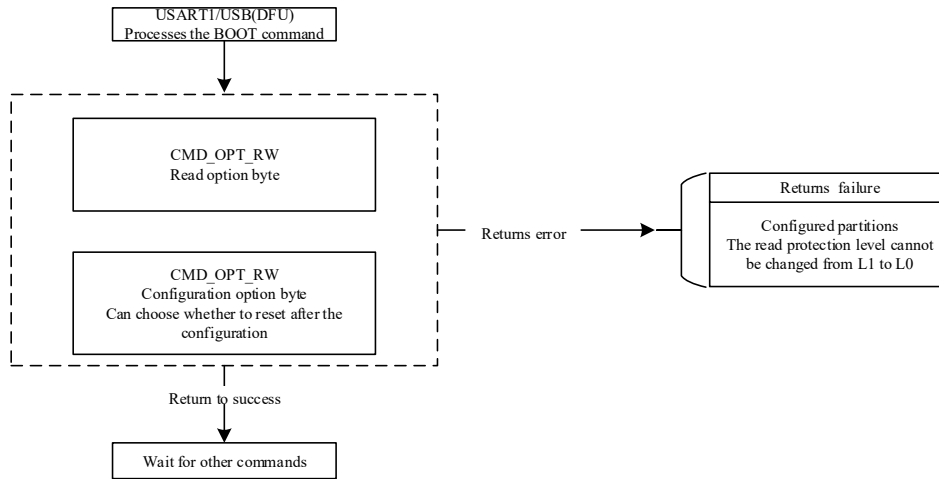 USART1/USB(DFU)
Processes the BOOT command
CMD_OPT_RW
Read option byte
CMD_OPT_RW
Configuration option byte
Can choose whether to reset after the
configuration
Returns error
Returns failure
Configured partitions
The read protection level cannot
be changed from L1 to L0
Return to success
Wait for other commands